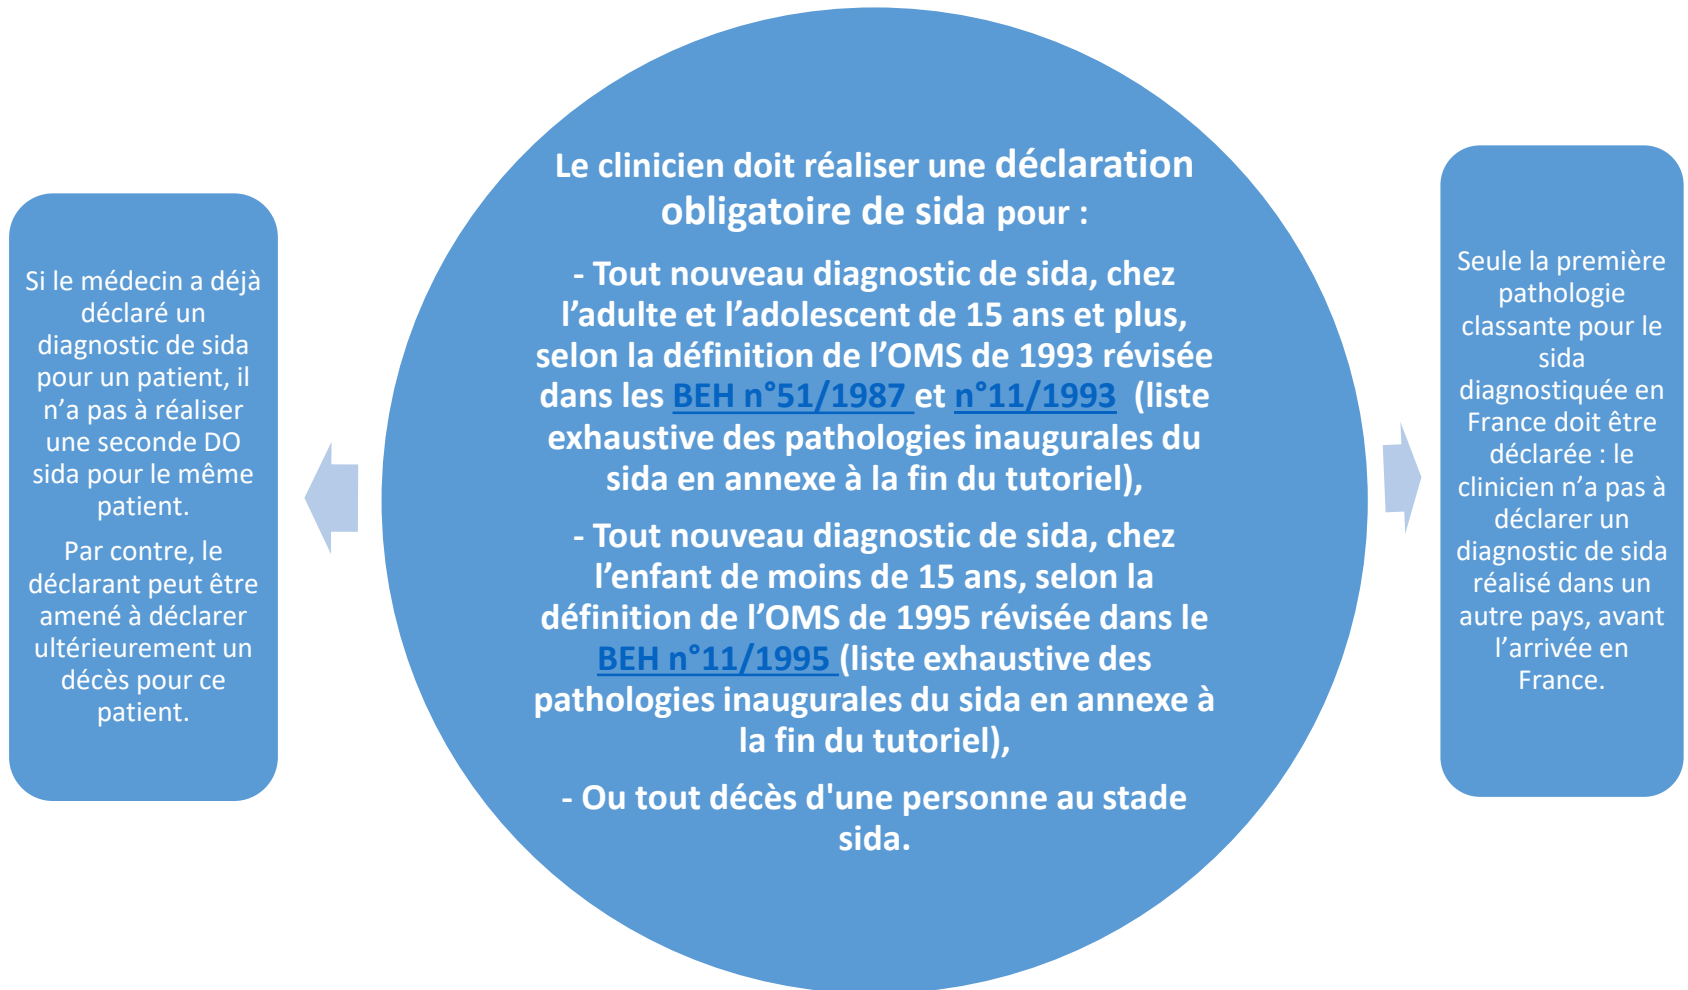 Si le médecin a déjà
déclaré un
diagnostic de sida
pour un patient, il
n’a pas à réaliser
une seconde DO
sida pour le même
patient.
Par contre, le
déclarant peut être
amené à déclarer
ultérieurement un
décès pour ce
patient.
Le clinicien doit réaliser une déclaration
obligatoire de sida pour :
- Tout nouveau diagnostic de sida, chez
l’adulte et l’adolescent de 15 ans et plus,
selon la définition de l’OMS de 1993 révisée
dans les BEH n°51/1987 et n°11/1993 (liste
exhaustive des pathologies inaugurales du
sida en annexe à la fin du tutoriel),
- Tout nouveau diagnostic de sida, chez
l’enfant de moins de 15 ans, selon la
définition de l’OMS de 1995 révisée dans le
BEH n°11/1995 (liste exhaustive des
pathologies inaugurales du sida en annexe à
la fin du tutoriel),
- Ou tout décès d'une personne au stade
sida.
Seule la première
pathologie
classante pour le
sida
diagnostiquée en
France doit être
déclarée : le
clinicien n’a pas à
déclarer un
diagnostic de sida
réalisé dans un
autre pays, avant
l’arrivée en
France.